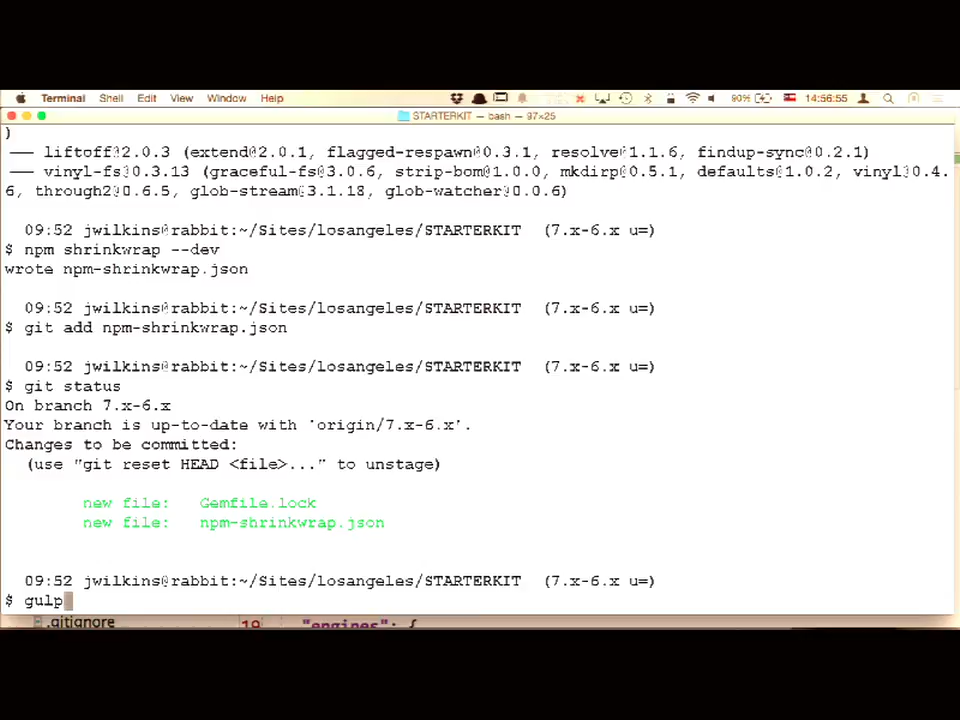 Terminal Shell Edit View Window Help 90% 14:56:55
STARTERKIT — bash — 97×25
)
─── liftoff@2.0.3 (extend@2.0.1, flagged-respawn@0.3.1, resolve@1.1.6, findup-sync@0.2.1)
─── vinyl-fs@0.3.13 (graceful-fs@3.0.6, strip-bom@1.0.0, mkdirp@0.5.1, defaults@1.0.2, vinyl@0.4.
6, through2@0.6.5, glob-stream@3.1.18, glob-watcher@0.0.6)
09:52 jwilkins@rabbit:~/Sites/losangeles/STARTERKIT (7.x-6.x u=)
$ npm shrinkwrap --dev
wrote npm-shrinkwrap.json
09:52 jwilkins@rabbit:~/Sites/losangeles/STARTERKIT (7.x-6.x u=)
$ git add npm-shrinkwrap.json
09:52 jwilkins@rabbit:~/Sites/losangeles/STARTERKIT (7.x-6.x u=)
$ git status
On branch 7.x-6.x
Your branch is up-to-date with 'origin/7.x-6.x'.
Changes to be committed:
(use "git reset HEAD <file>..." to unstage)
new file: Gemfile.lock
new file: npm-shrinkwrap.json
09:52 jwilkins@rabbit:~/Sites/losangeles/STARTERKIT (7.x-6.x u=)
$ gulp
.gitignore 19 "engines": {